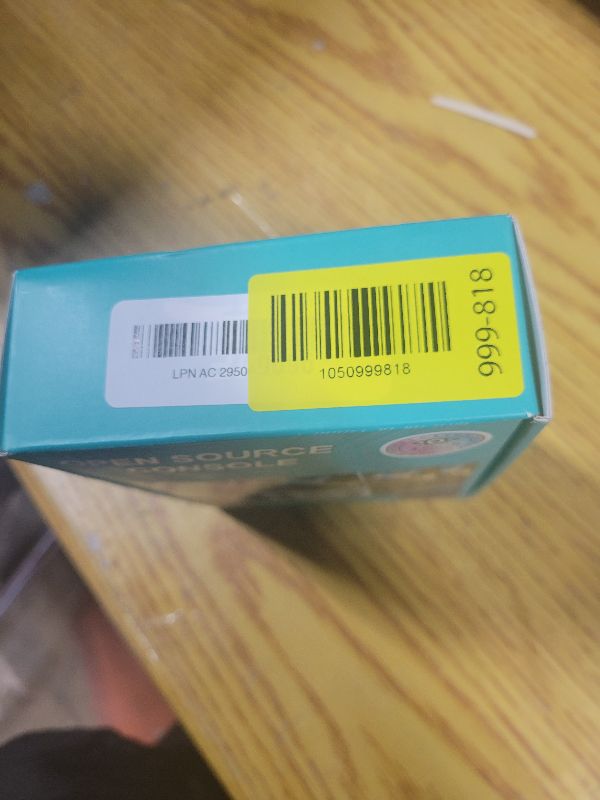 999-818
1050999818
LPN AC 2950
OPEN SOURCE
CONSOLE